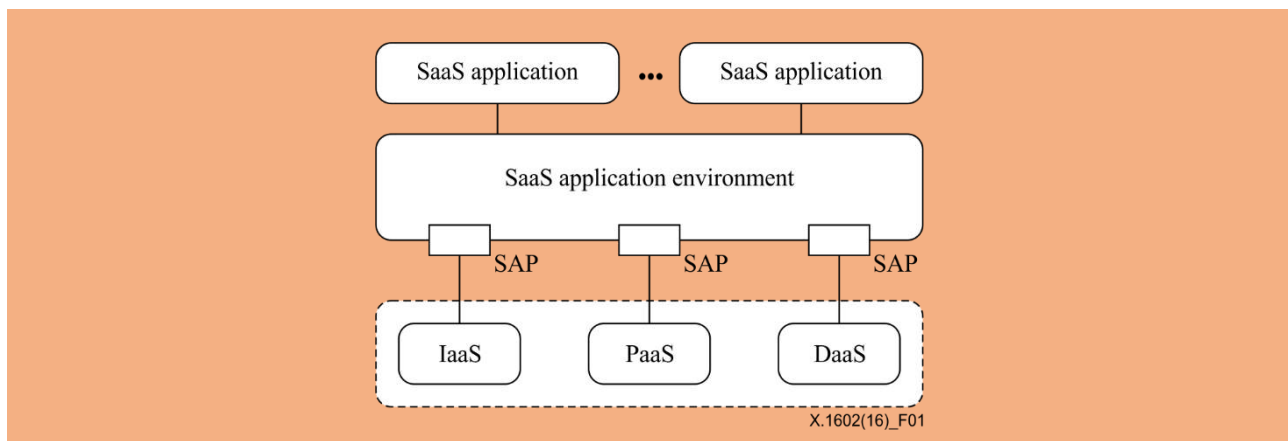 SaaS application ... SaaS application
SaaS application environment
SAP SAP SAP
IaaS PaaS DaaS
X.1602(16)_F01